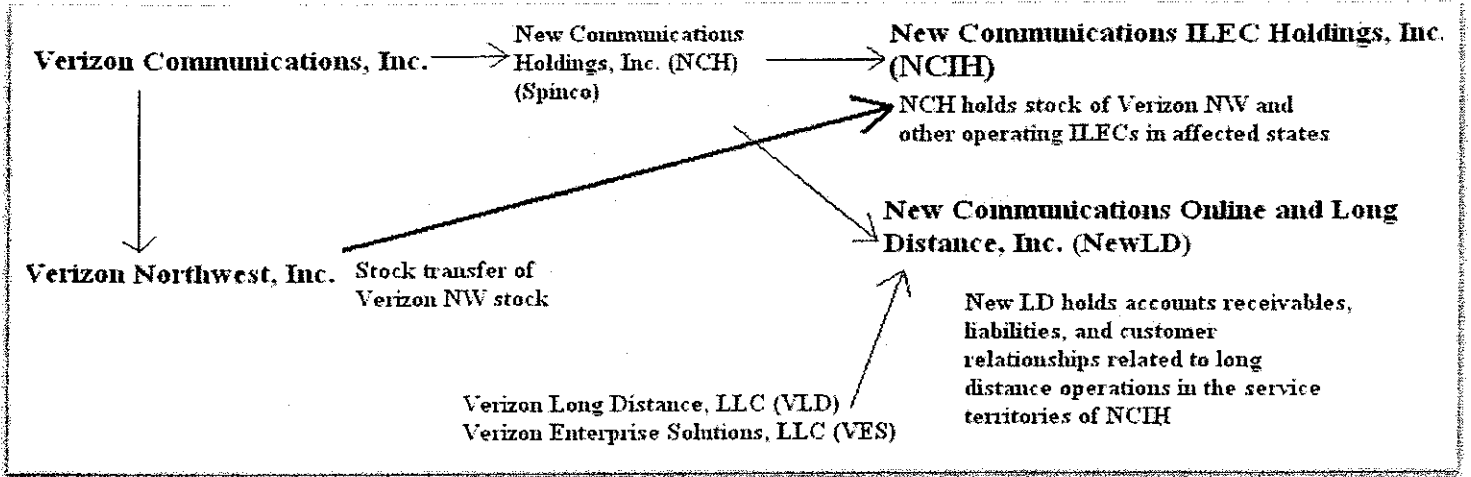 Verizon Communications, Inc.
New Communications
Holdings, Inc. (NCH)
(Spinco)
New Communications ILEC Holdings, Inc.
(NCIH)
NCH holds stock of Verizon NW and
other operating ILECs in affected states
New Communications Online and Long
Distance, Inc. (NewLD)
Verizon Northwest, Inc.
Stock transfer of
Verizon NW stock
New LD holds accounts receivables,
liabilities, and customer
relationships related to long
distance operations in the service
territories of NCIH
Verizon Long Distance, LLC (VLD)
Verizon Enterprise Solutions, LLC (VES)